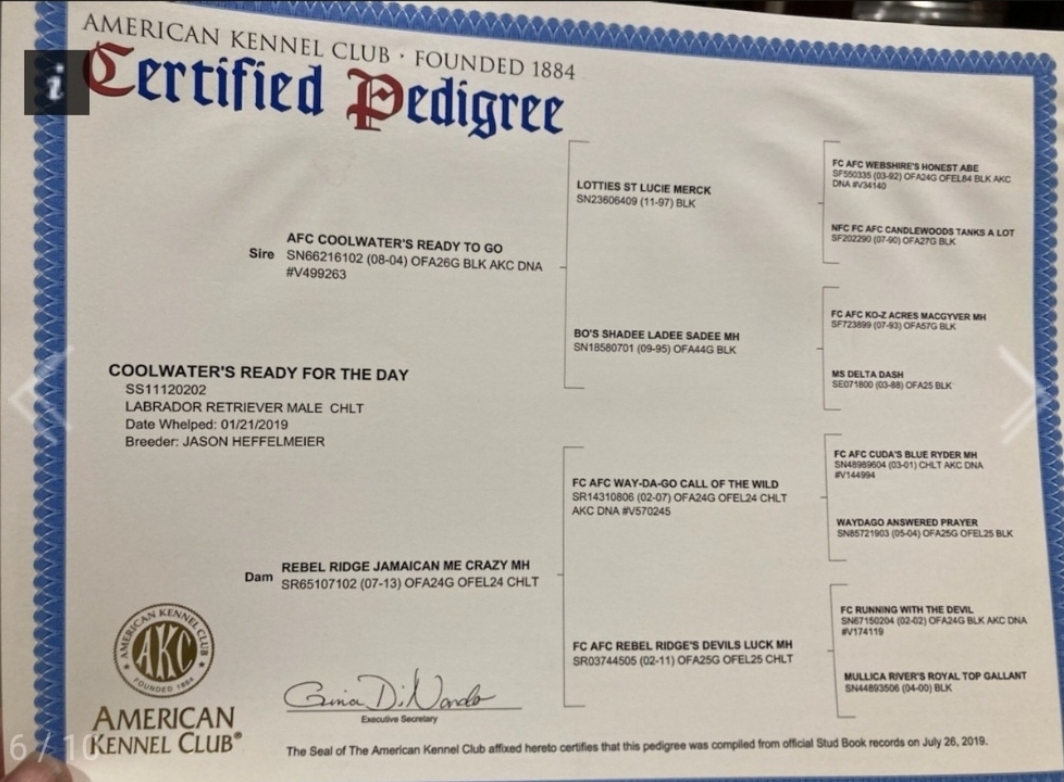 AMERICAN KENNEL CLUB · FOUNDED 1884
Certified Pedigree
i
FC AFC WEBSHIRE'S HONEST ABE
SF550335 (03-92) OFA24G OFEL84 BLK AKC
DNA #V34140
LOTTIES ST LUCIE MERCK
SN23606409 (11-97) BLK
NFC FC AFC CANDLEWOODS TANKS A LOT
SF202290 (07-90) OFA27G BLK
AFC COOLWATER'S READY TO GO
Sire SN66216102 (08-04) OFA26G BLK AKC DNA
#V499263
FC AFC KO-Z ACRES MACGYVER MH
SF723899 (07-93) OFA57G BLK
BO'S SHADEE LADEE SADEE MH
SN18580701 (09-95) OFA44G BLK
MS DELTA DASH
SE071800 (03-88) OFA25 BLK
COOLWATER'S READY FOR THE DAY
SS11120202
LABRADOR RETRIEVER MALE CHLT
Date Whelped: 01/21/2019
Breeder: JASON HEFFELMEIER
FC AFC CUDA'S BLUE RYDER MH
SN48989604 (03-01) CHLT AKC DNA
#V144994
FC AFC WAY-DA-GO CALL OF THE WILD
SR14310806 (02-07) OFA24G OFEL24 CHLT
AKC DNA #V570245
WAYDAGO ANSWERED PRAYER
SN85721903 (05-04) OFA25G OFEL25 BLK
REBEL RIDGE JAMAICAN ME CRAZY MH
Dam SR65107102 (07-13) OFA24G OFEL24 CHLT
FC RUNNING WITH THE DEVIL
SN67150204 (02-02) OFA24G BLK AKC DNA
#V174119
FC AFC REBEL RIDGE'S DEVILS LUCK MH
SR03744505 (02-11) OFA25G OFEL25 CHLT
MULLICA RIVER'S ROYAL TOP GALLANT
SN44893506 (04-00) BLK
AMERICAN KENNEL CLUB
AKC
FOUNDED 1884
Gina DiNardo
Executive Secretary
AMERICAN
KENNEL CLUB®
6 / 10
The Seal of The American Kennel Club affixed hereto certifies that this pedigree was compiled from official Stud Book records on July 26, 2019.